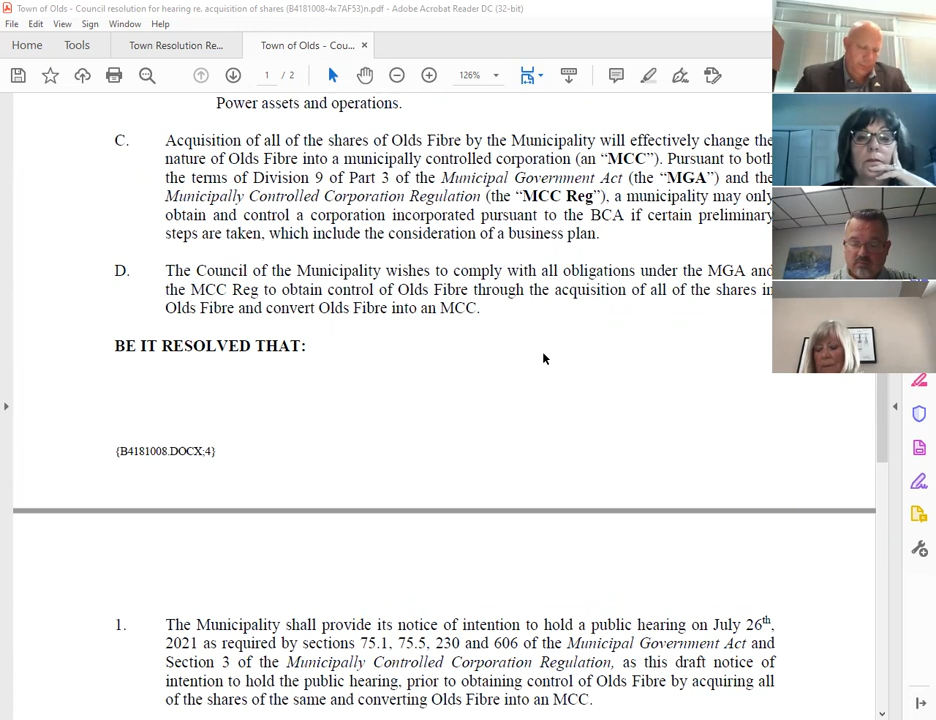 Town of Olds - Council resolution for hearing re. acquisition of shares (B4181008-4x7AF53)n.pdf - Adobe Acrobat Reader DC (32-bit)
File Edit View Sign Window Help
Home Tools Town Resolution Re... Town of Olds - Cou... ×
1 / 2 126%
Power assets and operations.
C. Acquisition of all of the shares of Olds Fibre by the Municipality will effectively change the
nature of Olds Fibre into a municipally controlled corporation (an “MCC”). Pursuant to both
the terms of Division 9 of Part 3 of the Municipal Government Act (the “MGA”) and the
Municipally Controlled Corporation Regulation (the “MCC Reg”), a municipality may only
obtain and control a corporation incorporated pursuant to the BCA if certain preliminary
steps are taken, which include the consideration of a business plan.
D. The Council of the Municipality wishes to comply with all obligations under the MGA and
the MCC Reg to obtain control of Olds Fibre through the acquisition of all of the shares in
Olds Fibre and convert Olds Fibre into an MCC.
BE IT RESOLVED THAT:
{B4181008.DOCX;4}
1. The Municipality shall provide its notice of intention to hold a public hearing on July 26th,
2021 as required by sections 75.1, 75.5, 230 and 606 of the Municipal Government Act and
Section 3 of the Municipally Controlled Corporation Regulation, as this draft notice of
intention to hold the public hearing, prior to obtaining control of Olds Fibre by acquiring all
of the shares of the same and converting Olds Fibre into an MCC.